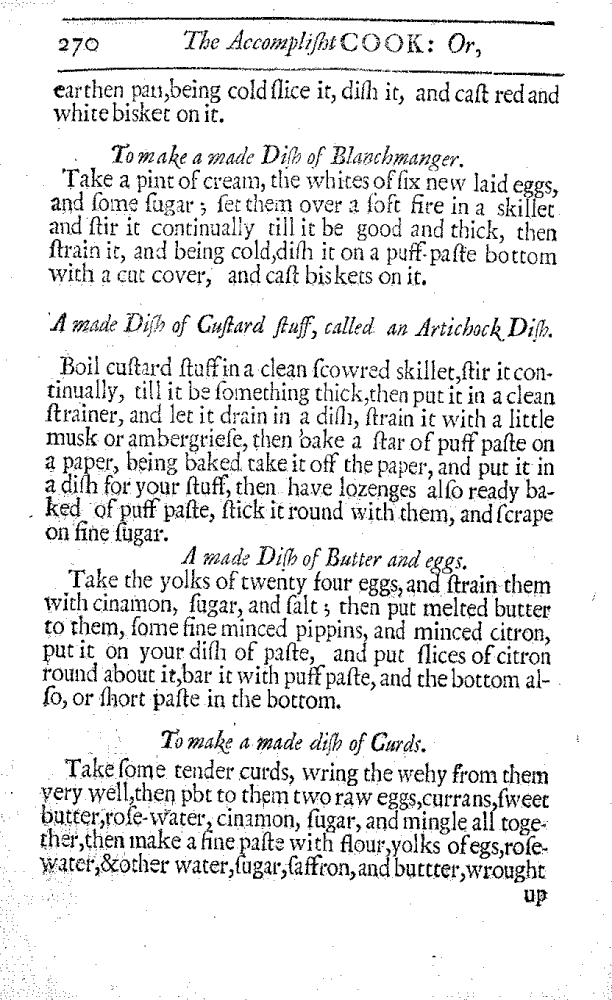 270 The Accompliſht COOK: Or,
earthen pan,being cold ſlice it, diſh it, and caſt red and
white bisket on it.
To make a made Diſh of Blanchmanger.
Take a pint of cream, the whites of ſix new laid eggs,
and ſome ſugar ; ſet them over a ſoft fire in a skillet
and ſtir it continually till it be good and thick, then
ſtrain it, and being cold,diſh it on a puff-paſte bottom
with a cut cover, and caſt biskets on it.
A made Diſh of Cuſtard ſtuff, called an Artichock Diſh.
Boil cuſtard ſtuff in a clean ſcowred skillet,ſtir it con-
tinually, till it be ſomething thick,then put it in a clean
ſtrainer, and let it drain in a diſh, ſtrain it with a little
musk or ambergrieſe, then bake a ſtar of puff paſte on
a paper, being baked take it off the paper, and put it in
a diſh for your ſtuff, then have lozenges alſo ready ba-
ked of puff paſte, ſtick it round with them, and ſcrape
on fine ſugar.
A made Diſh of Butter and eggs.
Take the yolks of twenty four eggs, and ſtrain them
with cinamon, ſugar, and ſalt ; then put melted butter
to them, ſome fine minced pippins, and minced citron,
put it on your diſh of paſte, and put ſlices of citron
round about it,bar it with puff paſte, and the bottom al-
ſo, or ſhort paſte in the bottom.
To make a made diſh of Curds.
Take ſome tender curds, wring the wehy from them
very well,then pbt to them two raw eggs,currans,ſweet
butter,roſe-water, cinamon, ſugar, and mingle all toge-
ther,then make a fine paſte with flour,yolks of egs,roſe-
water,&other water,ſugar,ſaffron,and buttter,wrought
up